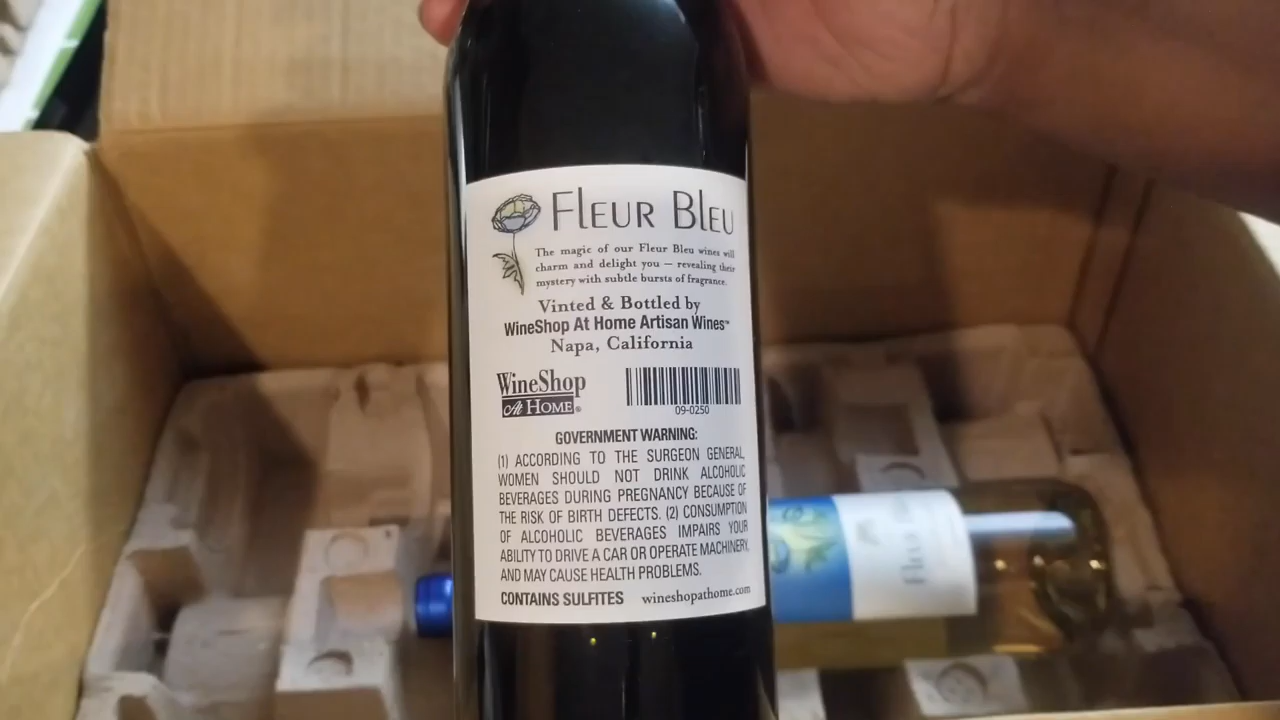 FLEUR BLEU
The magic of our Fleur Bleu wines will
charm and delight you — revealing their
mystery with subtle bursts of fragrance.
Vinted & Bottled by
WineShop At Home Artisan Wines™
Napa, California
WineShop
At HOME®
09-0250
GOVERNMENT WARNING:
(1) ACCORDING TO THE SURGEON GENERAL,
WOMEN SHOULD NOT DRINK ALCOHOLIC
BEVERAGES DURING PREGNANCY BECAUSE OF
THE RISK OF BIRTH DEFECTS. (2) CONSUMPTION
OF ALCOHOLIC BEVERAGES IMPAIRS YOUR
ABILITY TO DRIVE A CAR OR OPERATE MACHINERY,
AND MAY CAUSE HEALTH PROBLEMS.
CONTAINS SULFITES wineshopathome.com
Fleur